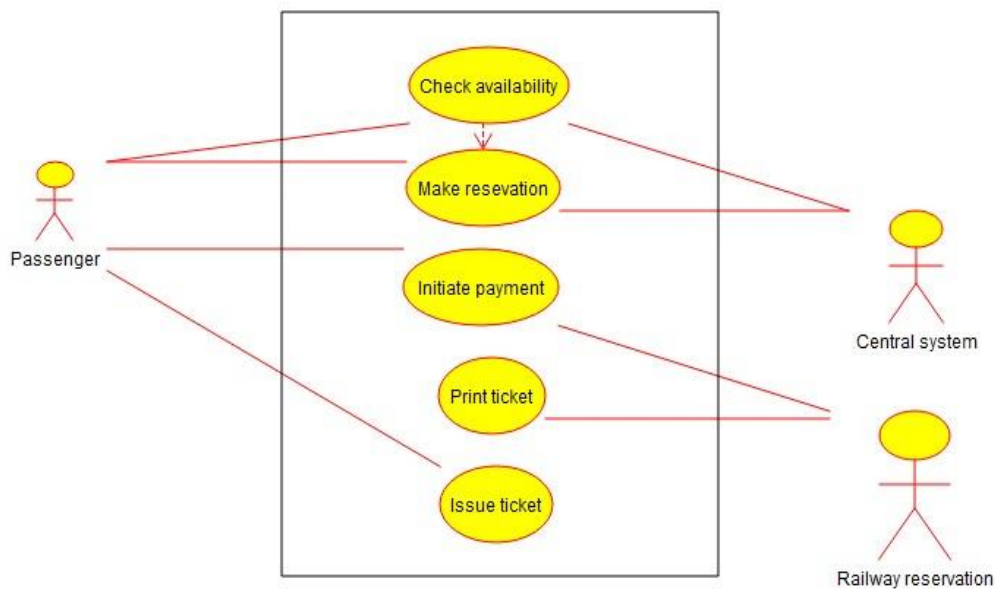 Check availability
Make resevation
Passenger
Initiate payment
Central system
Print ticket
Issue ticket
Railway reservation